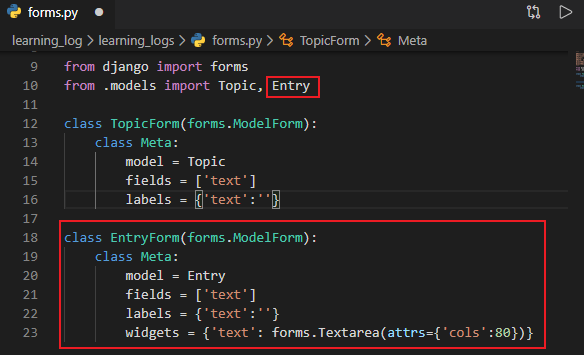 forms.py
learning_log > learning_logs > forms.py > TopicForm > Meta
9 from django import forms
10 from .models import Topic, Entry
11
12 class TopicForm(forms.ModelForm):
13     class Meta:
14         model = Topic
15         fields = ['text']
16         labels = {'text':''}
17
18 class EntryForm(forms.ModelForm):
19     class Meta:
20         model = Entry
21         fields = ['text']
22         labels = {'text':''}
23         widgets = {'text': forms.Textarea(attrs={'cols':80})}